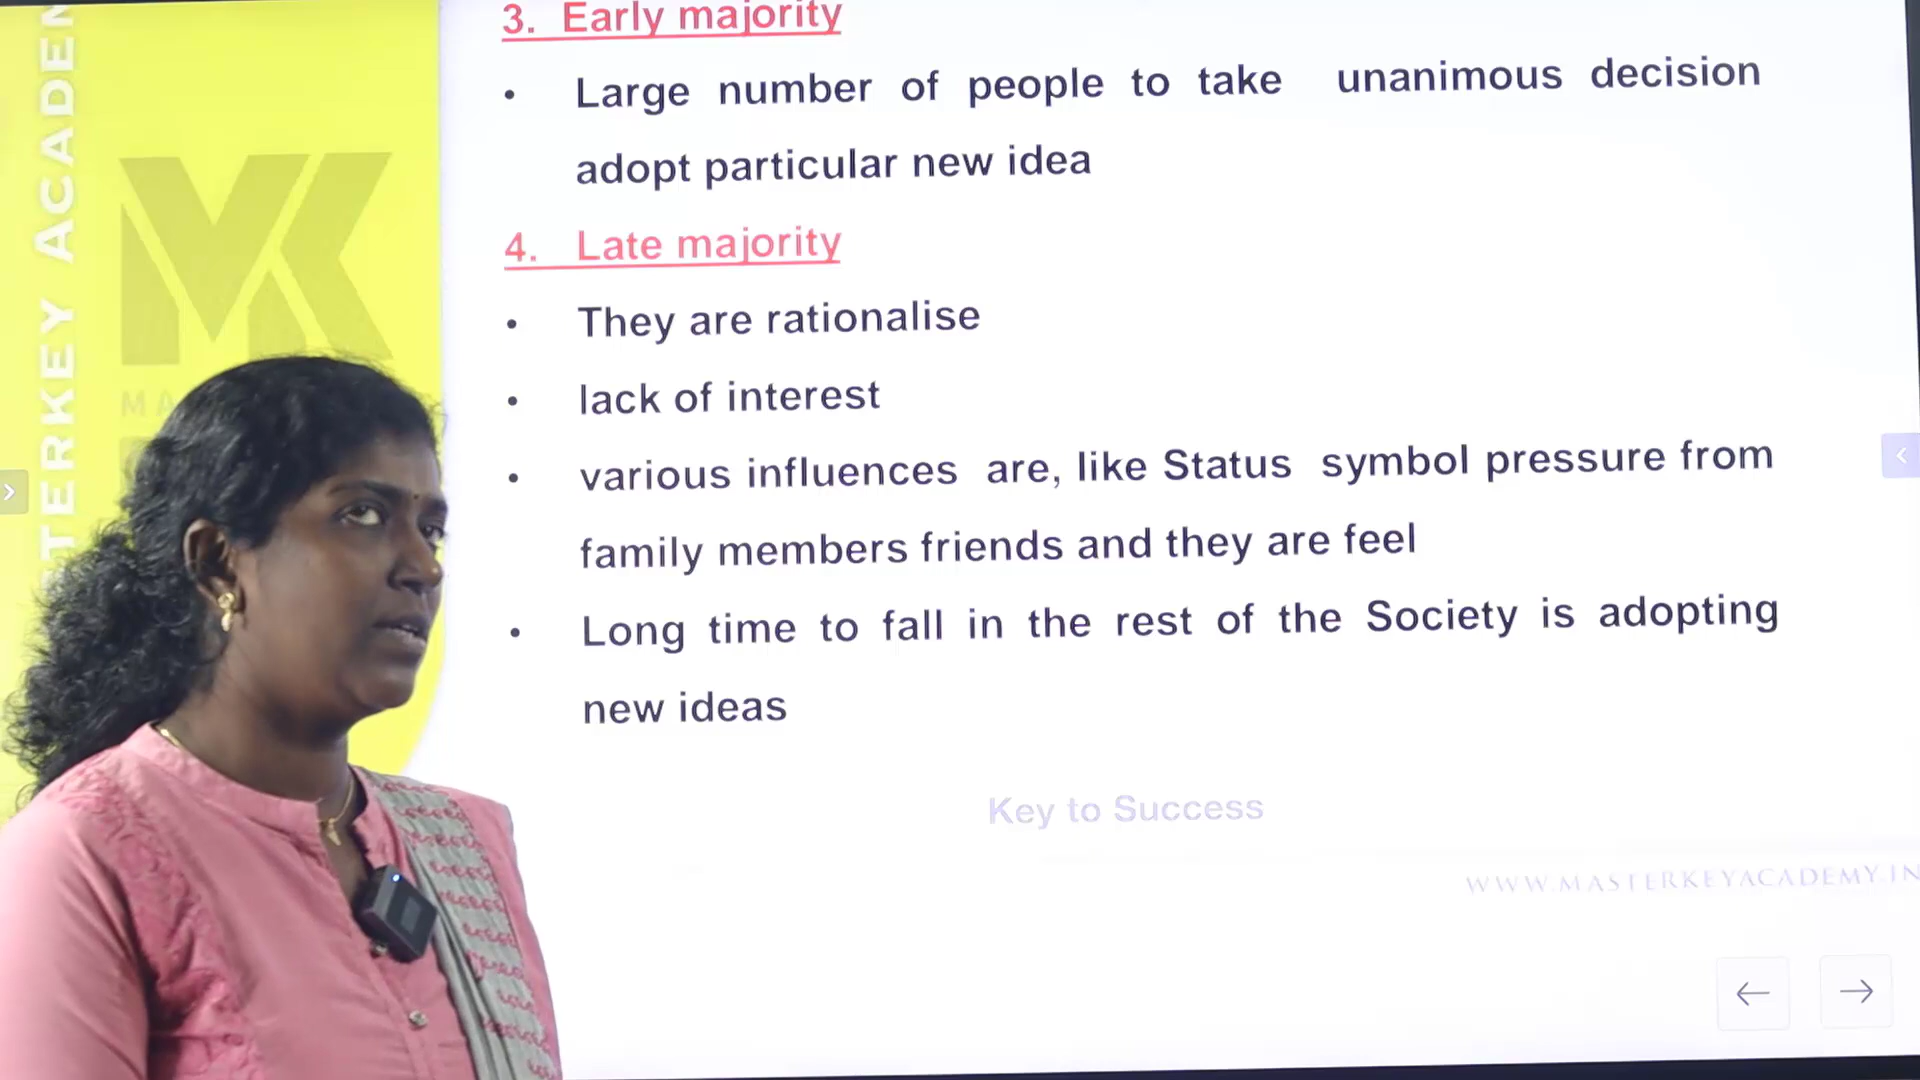 3. Early majority
• Large number of people to take unanimous decision
adopt particular new idea
4. Late majority
• They are rationalise
• lack of interest
• various influences are, like Status symbol pressure from
family members friends and they are feel
• Long time to fall in the rest of the Society is adopting
new ideas
Key to Success
WWW.MASTERKEYACADEMY.IN
TERKEY ACADEM
MK
MA